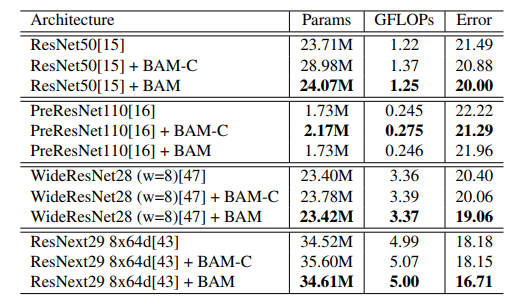 Architecture Params GFLOPs Error
ResNet50[15] 23.71M 1.22 21.49
ResNet50[15] + BAM-C 28.98M 1.37 20.88
ResNet50[15] + BAM 24.07M 1.25 20.00
PreResNet110[16] 1.73M 0.245 22.22
PreResNet110[16] + BAM-C 2.17M 0.275 21.29
PreResNet110[16] + BAM 1.73M 0.246 21.96
WideResNet28 (w=8)[47] 23.40M 3.36 20.40
WideResNet28 (w=8)[47] + BAM-C 23.78M 3.39 20.06
WideResNet28 (w=8)[47] + BAM 23.42M 3.37 19.06
ResNext29 8x64d[43] 34.52M 4.99 18.18
ResNext29 8x64d[43] + BAM-C 35.60M 5.07 18.15
ResNext29 8x64d[43] + BAM 34.61M 5.00 16.71